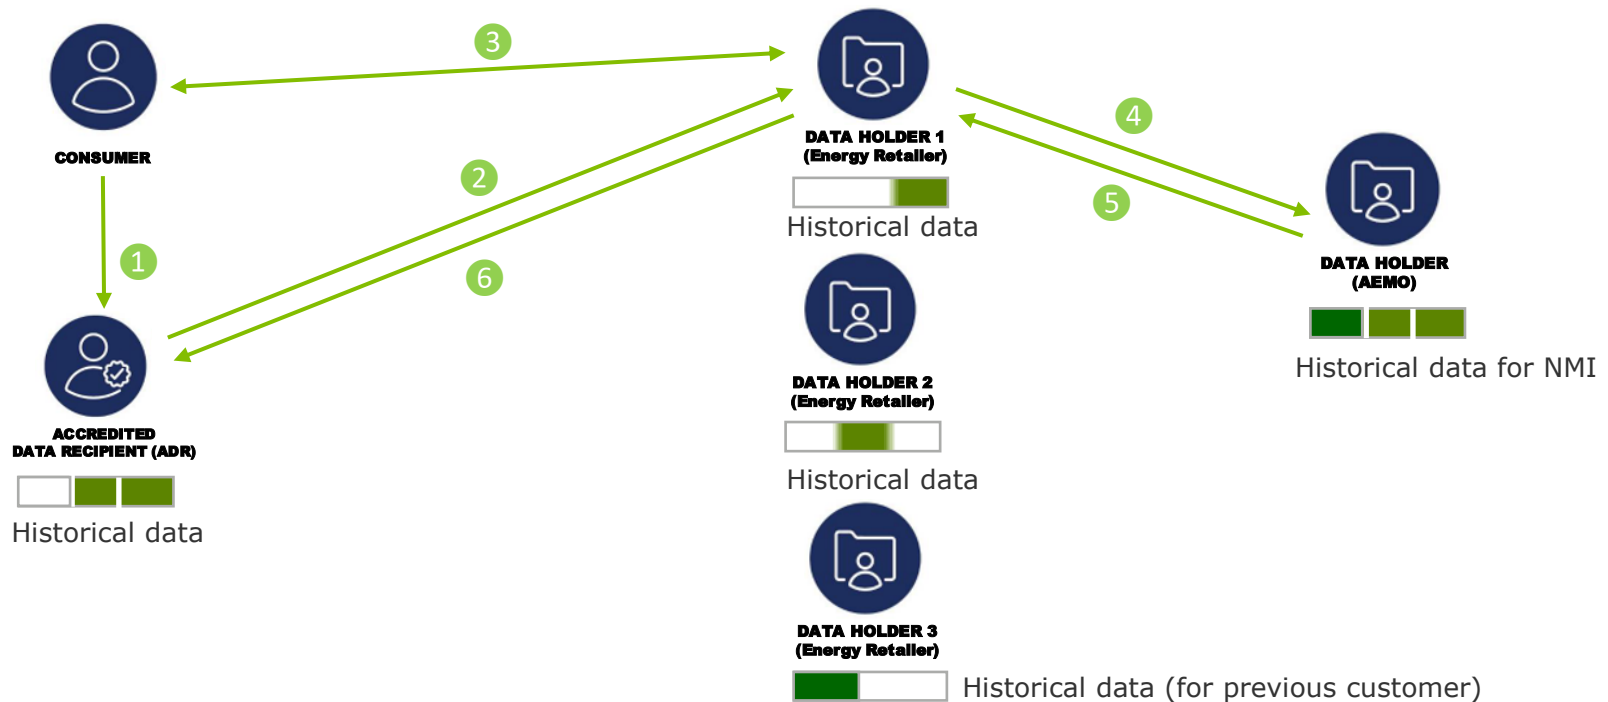 3
DATA HOLDER 1
(Energy Retailer)
4
CONSUMER
2
Historical data
5
1
6
DATA HOLDER
(AEMO)
DATA HOLDER 2
(Energy Retailer)
Historical data for NMI
ACCREDITED
DATA RECIPIENT (ADR)
Historical data
Historical data
DATA HOLDER 3
(Energy Retailer)
Historical data (for previous customer)